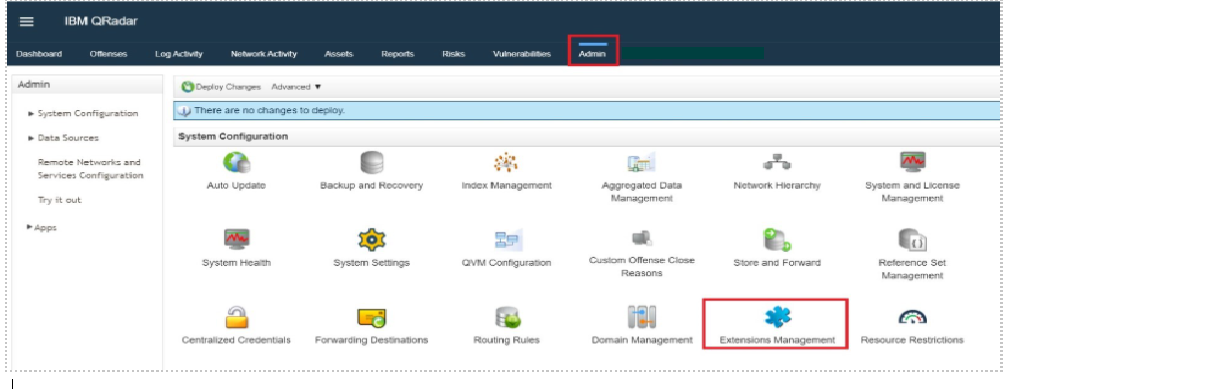 IBM QRadar
Dashboard Offenses Log Activity Network Activity Assets Reports Risks Vulnerabilities Admin
Admin
System Configuration
Data Sources
Remote Networks and
Services Configuration
Try it out
Apps
Deploy Changes Advanced
There are no changes to deploy.
System Configuration
Auto Update
Backup and Recovery
Index Management
Aggregated Data
Management
Network Hierarchy
System and License
Management
System Health
System Settings
QVM Configuration
Custom Offense Close
Reasons
Store and Forward
Reference Set
Management
Centralized Credentials
Forwarding Destinations
Routing Rules
Domain Management
Extensions Management
Resource Restrictions